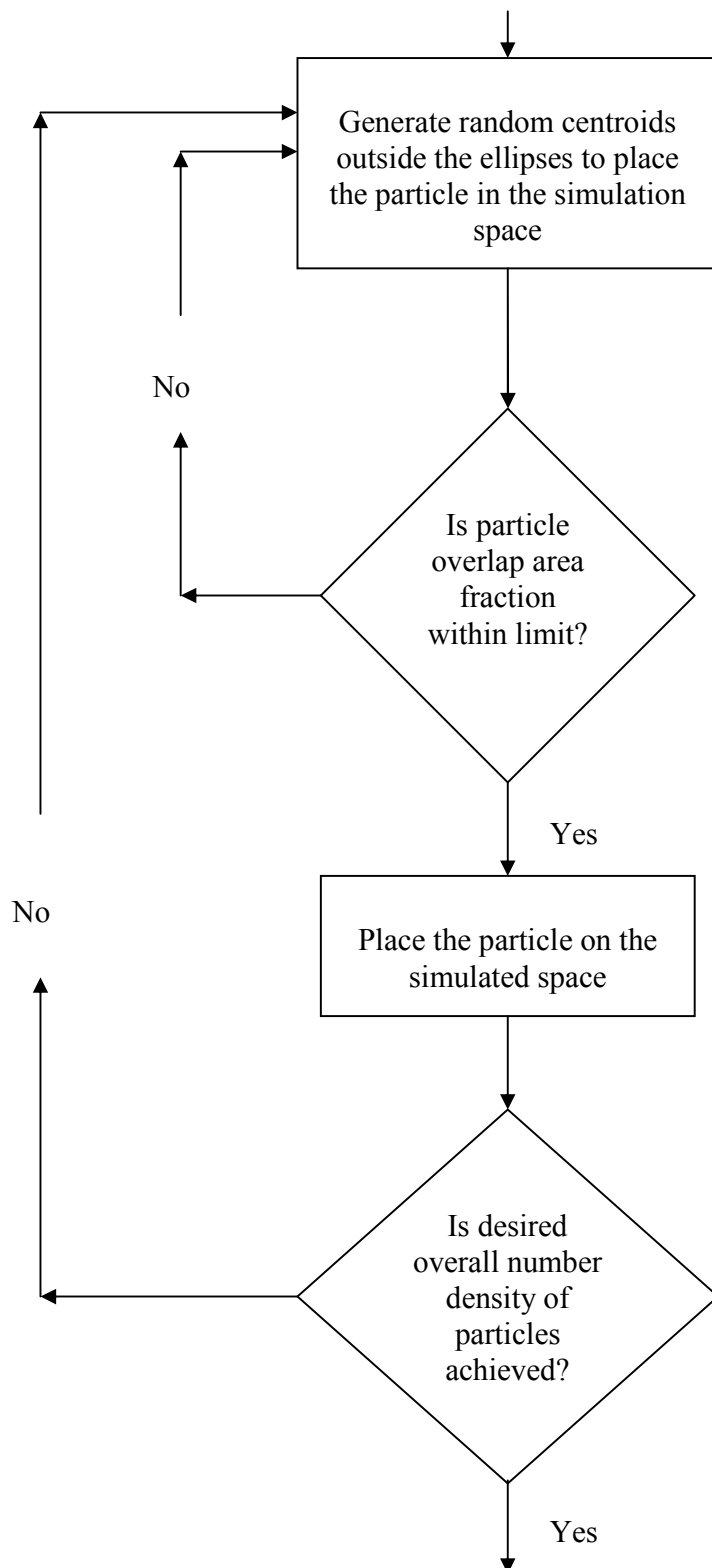 Generate random centroids
outside the ellipses to place
the particle in the simulation
space
No
Is particle
overlap area
fraction
within limit?
Yes
No
Place the particle on the
simulated space
Is desired
overall number
density of
particles
achieved?
Yes